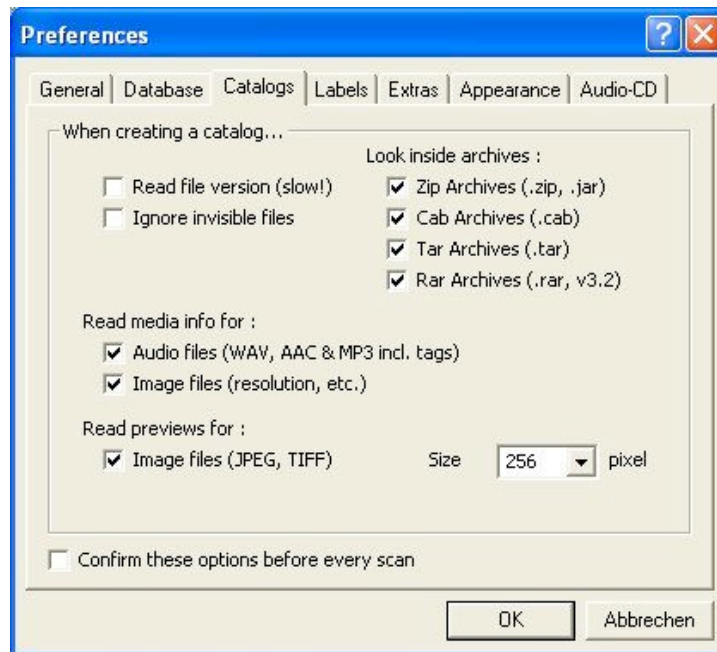 Preferences
General Database Catalogs Labels Extras Appearance Audio-CD
When creating a catalog...
Read file version (slow!)
Ignore invisible files
Look inside archives :
Zip Archives (.zip, .jar)
Cab Archives (.cab)
Tar Archives (.tar)
Rar Archives (.rar, v3.2)
Read media info for :
Audio files (WAV, AAC & MP3 incl. tags)
Image files (resolution, etc.)
Read previews for :
Image files (JPEG, TIFF) Size 256 pixel
Confirm these options before every scan
OK Abbrechen